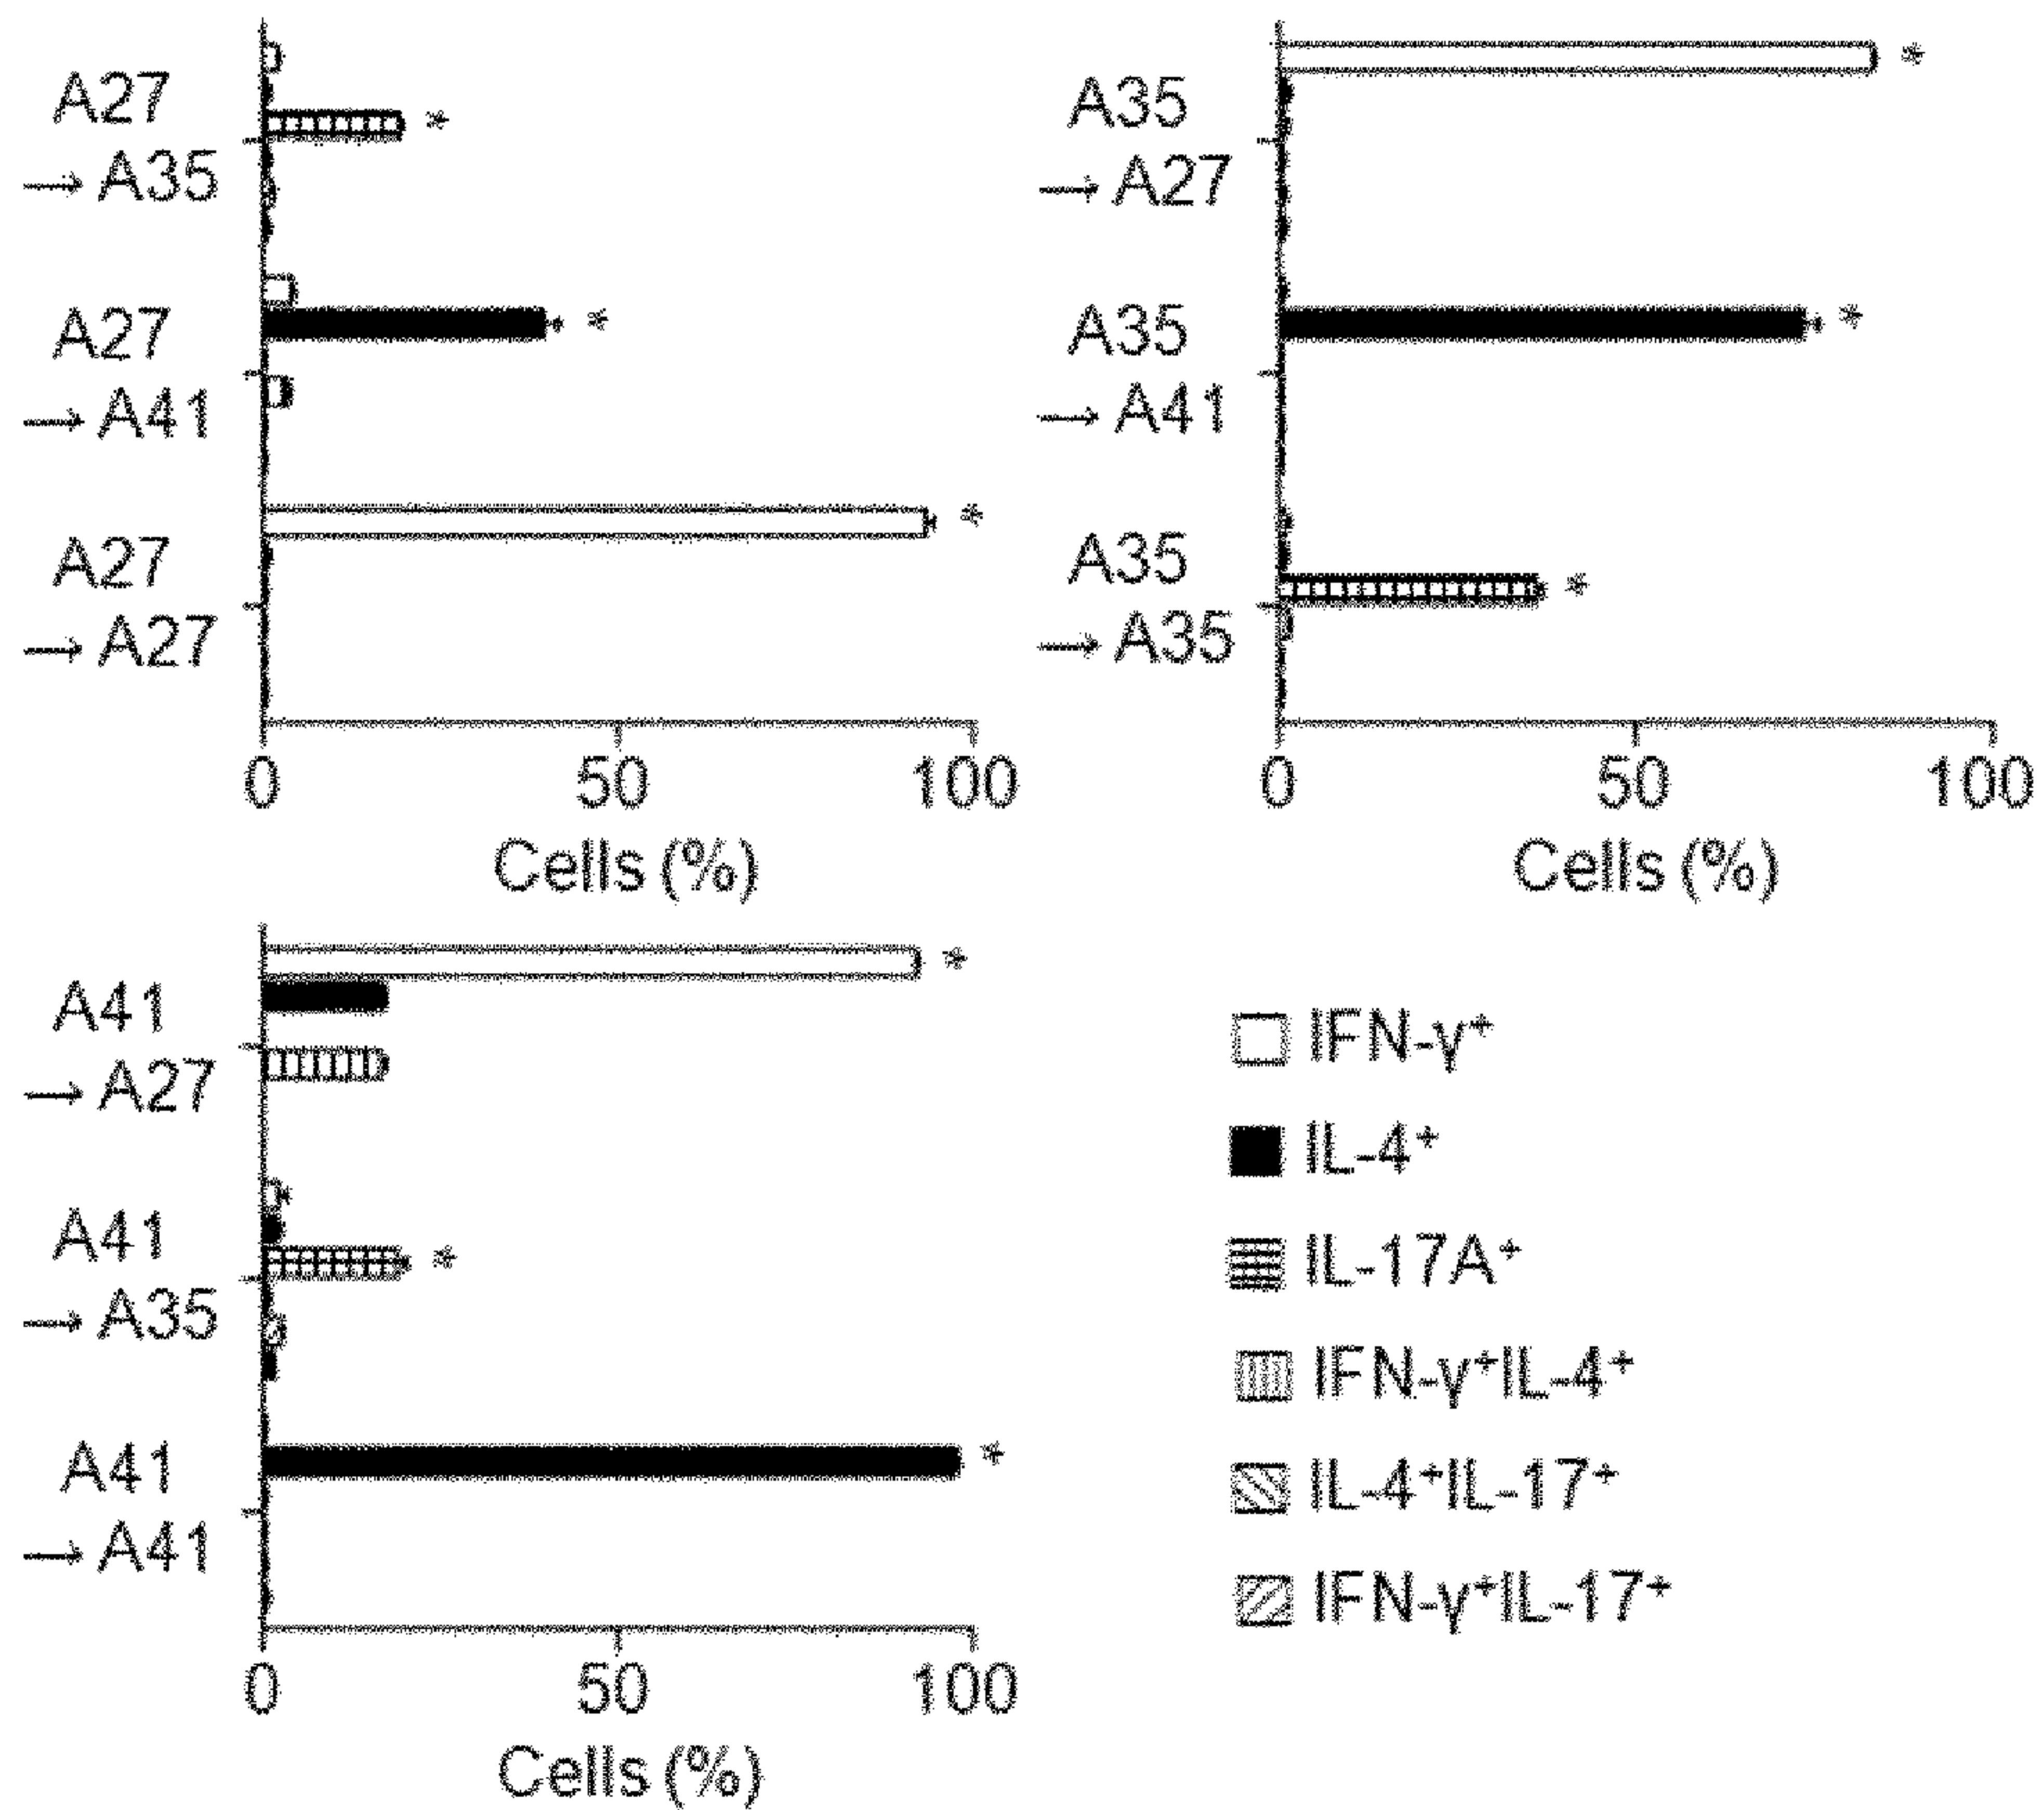 A27
→ A35
*
A27
→ A41
*
A27
→ A27
*
0 50 100
Cells (%)
A35
→ A27
*
A35
→ A41
*
A35
→ A35
*
0 50 100
Cells (%)
A41
→ A27
*
A41
→ A35
*
A41
→ A41
*
0 50 100
Cells (%)
IFN-γ⁺
IL-4⁺
IL-17A⁺
IFN-γ⁺IL-4⁺
IL-4⁺IL-17⁺
IFN-γ⁺IL-17⁺